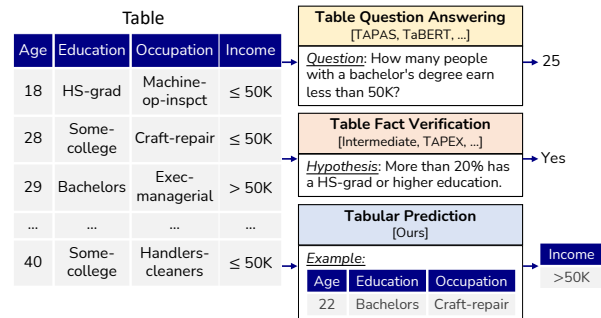 Table
Age Education Occupation Income
18 HS-grad Machine-
op-inspct ≤ 50K
28 Some-
college Craft-repair ≤ 50K
29 Bachelors Exec-
managerial > 50K
... ... ... ...
40 Some-
college Handlers-
cleaners ≤ 50K
Table Question Answering
[TAPAS, TaBERT, ...]
Question: How many people
with a bachelor's degree earn
less than 50K?
25
Table Fact Verification
[Intermediate, TAPEX, ...]
Hypothesis: More than 20% has
a HS-grad or higher education.
Yes
Tabular Prediction
[Ours]
Example:
Age Education Occupation
22 Bachelors Craft-repair
Income
>50K